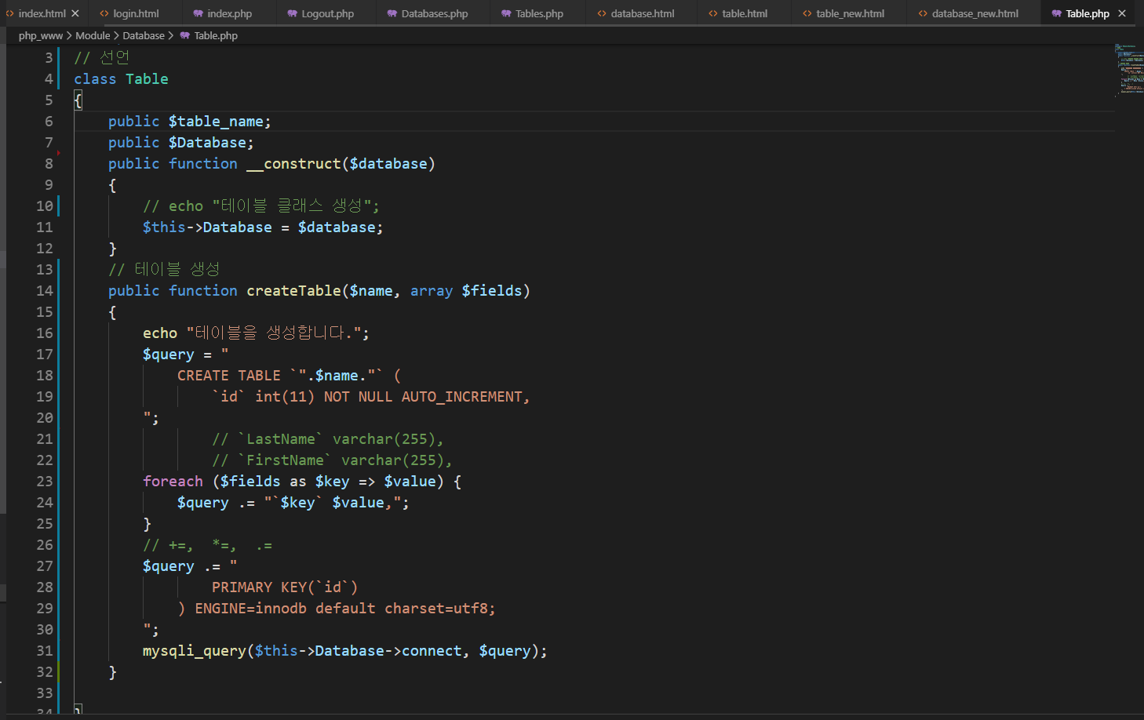 index.html login.html index.php Logout.php Databases.php Tables.php database.html table.html table_new.html database_new.html Table.php
php_www > Module > Database > Table.php
3 // 선언
4 class Table
5 {
6 public $table_name;
7 public $Database;
8 public function __construct($database)
9 {
10 // echo "테이블 클래스 생성";
11 $this->Database = $database;
12 }
13 // 테이블 생성
14 public function createTable($name, array $fields)
15 {
16 echo "테이블을 생성합니다.";
17 $query = "
18 CREATE TABLE `".$name."` (
19 `id` int(11) NOT NULL AUTO_INCREMENT,
20 ";
21 // `LastName` varchar(255),
22 // `FirstName` varchar(255),
23 foreach ($fields as $key => $value) {
24 $query .= "`$key` $value,";
25 }
26 // +=, *=, .=
27 $query .= "
28 PRIMARY KEY(`id`)
29 ) ENGINE=innodb default charset=utf8;
30 ";
31 mysqli_query($this->Database->connect, $query);
32 }
33
34 }